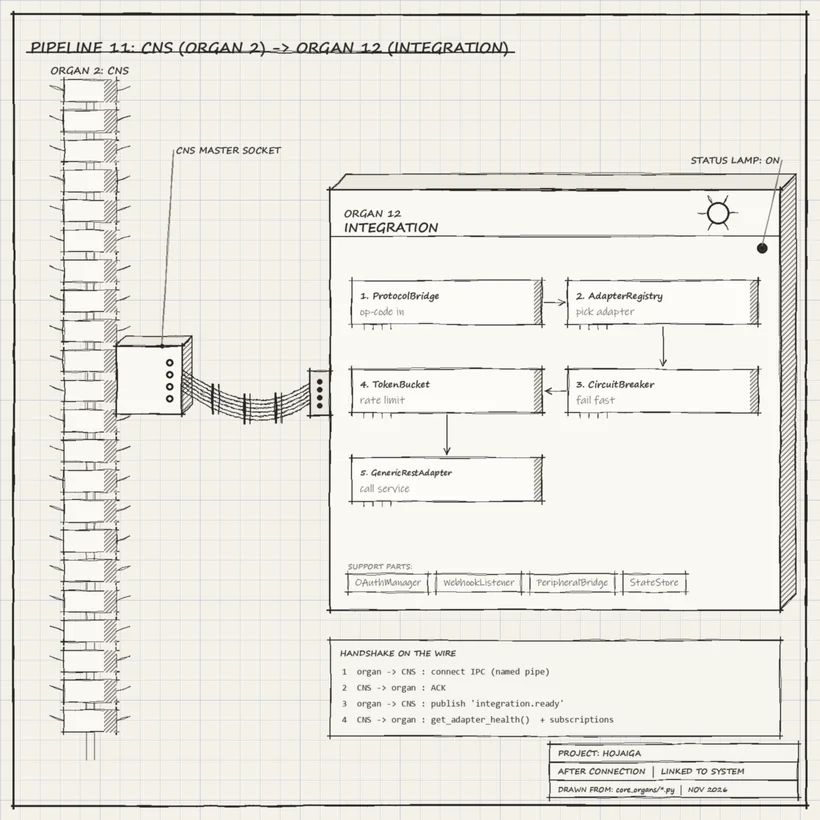 PIPELINE 11: CNS (ORGAN 2) -> ORGAN 12 (INTEGRATION)
ORGAN 2: CNS
CNS MASTER SOCKET
STATUS LAMP: ON
ORGAN 12
INTEGRATION
1. ProtocolBridge
op-code in
2. AdapterRegistry
pick adapter
4. TokenBucket
rate limit
3. CircuitBreaker
fail fast
5. GenericRestAdapter
call service
SUPPORT PARTS:
OAuthManager
WebhookListener
PeripheralBridge
StateStore
HANDSHAKE ON THE WIRE
1 organ -> CNS : connect IPC (named pipe)
2 CNS -> organ : ACK
3 organ -> CNS : publish 'integration.ready'
4 CNS -> organ : get_adapter_health() + subscriptions
PROJECT: HOJAIGA
AFTER CONNECTION | LINKED TO SYSTEM
DRAWN FROM: core_organs/*.py | NOV 2026